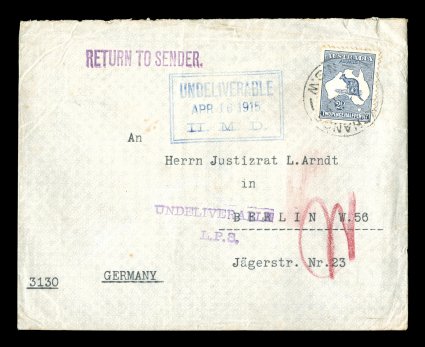 RETURN TO SENDER.
UNDELIVERABLE
APR 16 1915
AUSTRALIA
An
Herrn Justizrat L.Arndt
in
UNDELIVERABLE
L.P.S.
BERLIN W.56
Jägerstr. Nr.23
GERMANY
3130